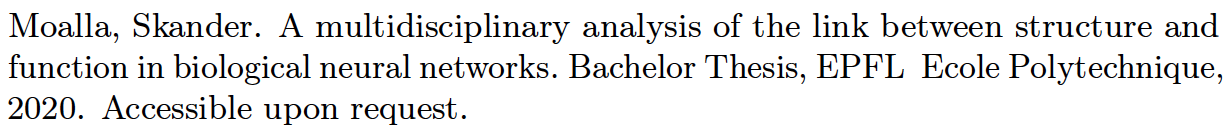 Moalla, Skander. A multidisciplinary analysis of the link between structure and
function in biological neural networks. Bachelor Thesis, EPFL Ecole Polytechnique,
2020. Accessible upon request.